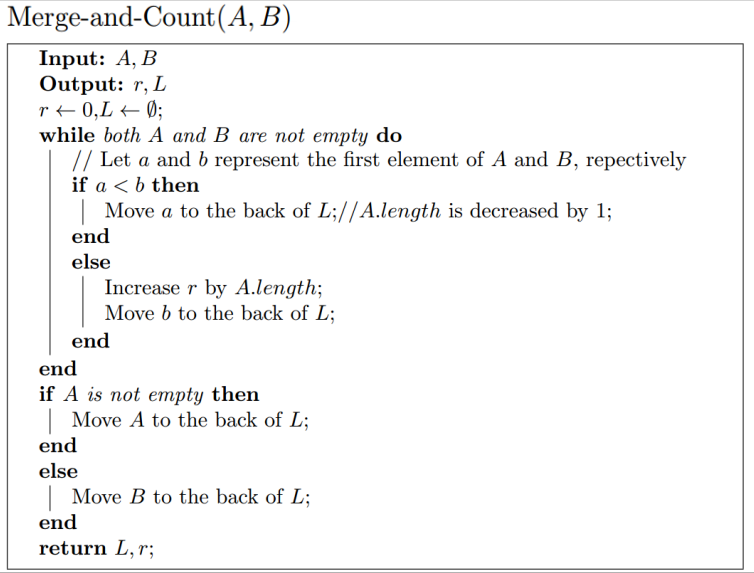 Merge-and-Count(A, B)
Input: A, B
Output: r, L
r ← 0,L ← ∅;
while both A and B are not empty do
// Let a and b represent the first element of A and B, repectively
if a < b then
Move a to the back of L;//A.length is decreased by 1;
end
else
Increase r by A.length;
Move b to the back of L;
end
end
if A is not empty then
Move A to the back of L;
end
else
Move B to the back of L;
end
return L, r;